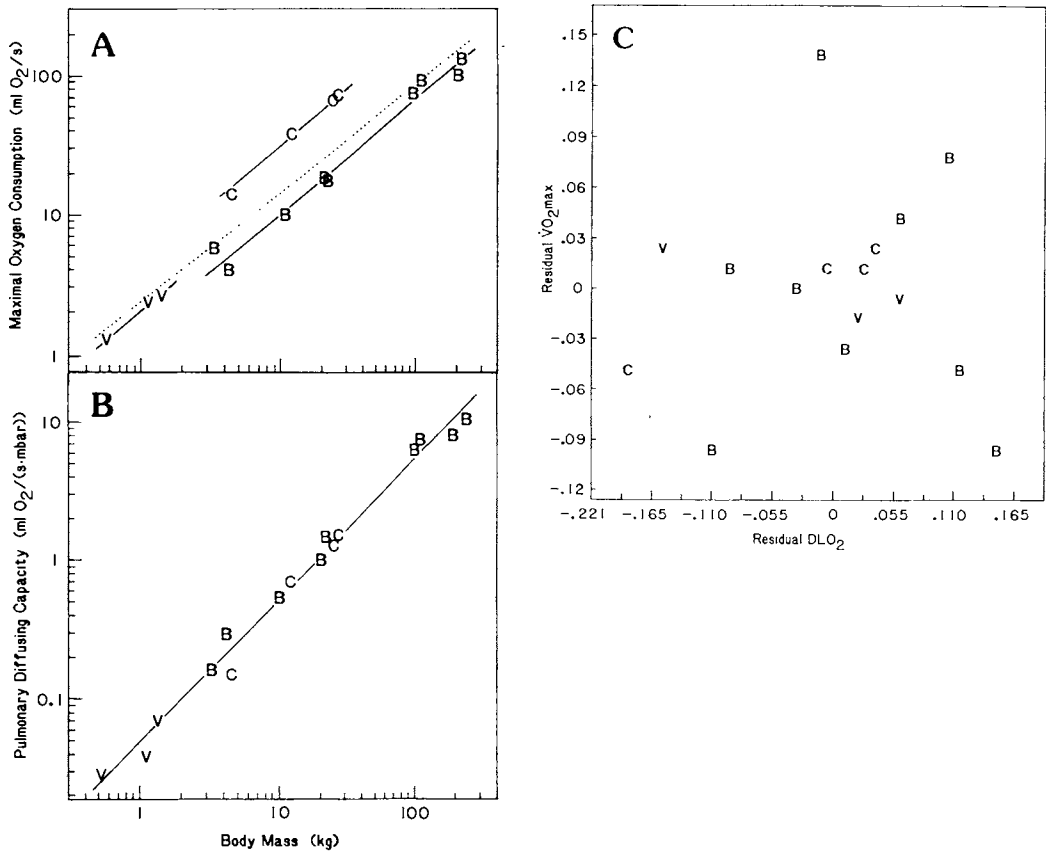 A
Maximal Oxygen Consumption (ml O2/s)
100
10
1
C
C
C
C
B
B
B
B
B
B
B
B
B
B
V
V
V
B
Pulmonary Diffusing Capacity (ml O2/(s·mbar))
10
1
0.1
B
B
B
B
B
C
C
B
C
B
B
B
C
V
V
V
1
10
100
Body Mass (kg)
C
Residual V̇O2max
.15
.12
.09
.06
.03
0
-.03
-.06
-.09
-.12
B
B
B
V
C
B
C
C
B
V
V
B
C
B
B
B
-.221
-.165
-.110
-.055
0
.055
.110
.165
Residual DLO2